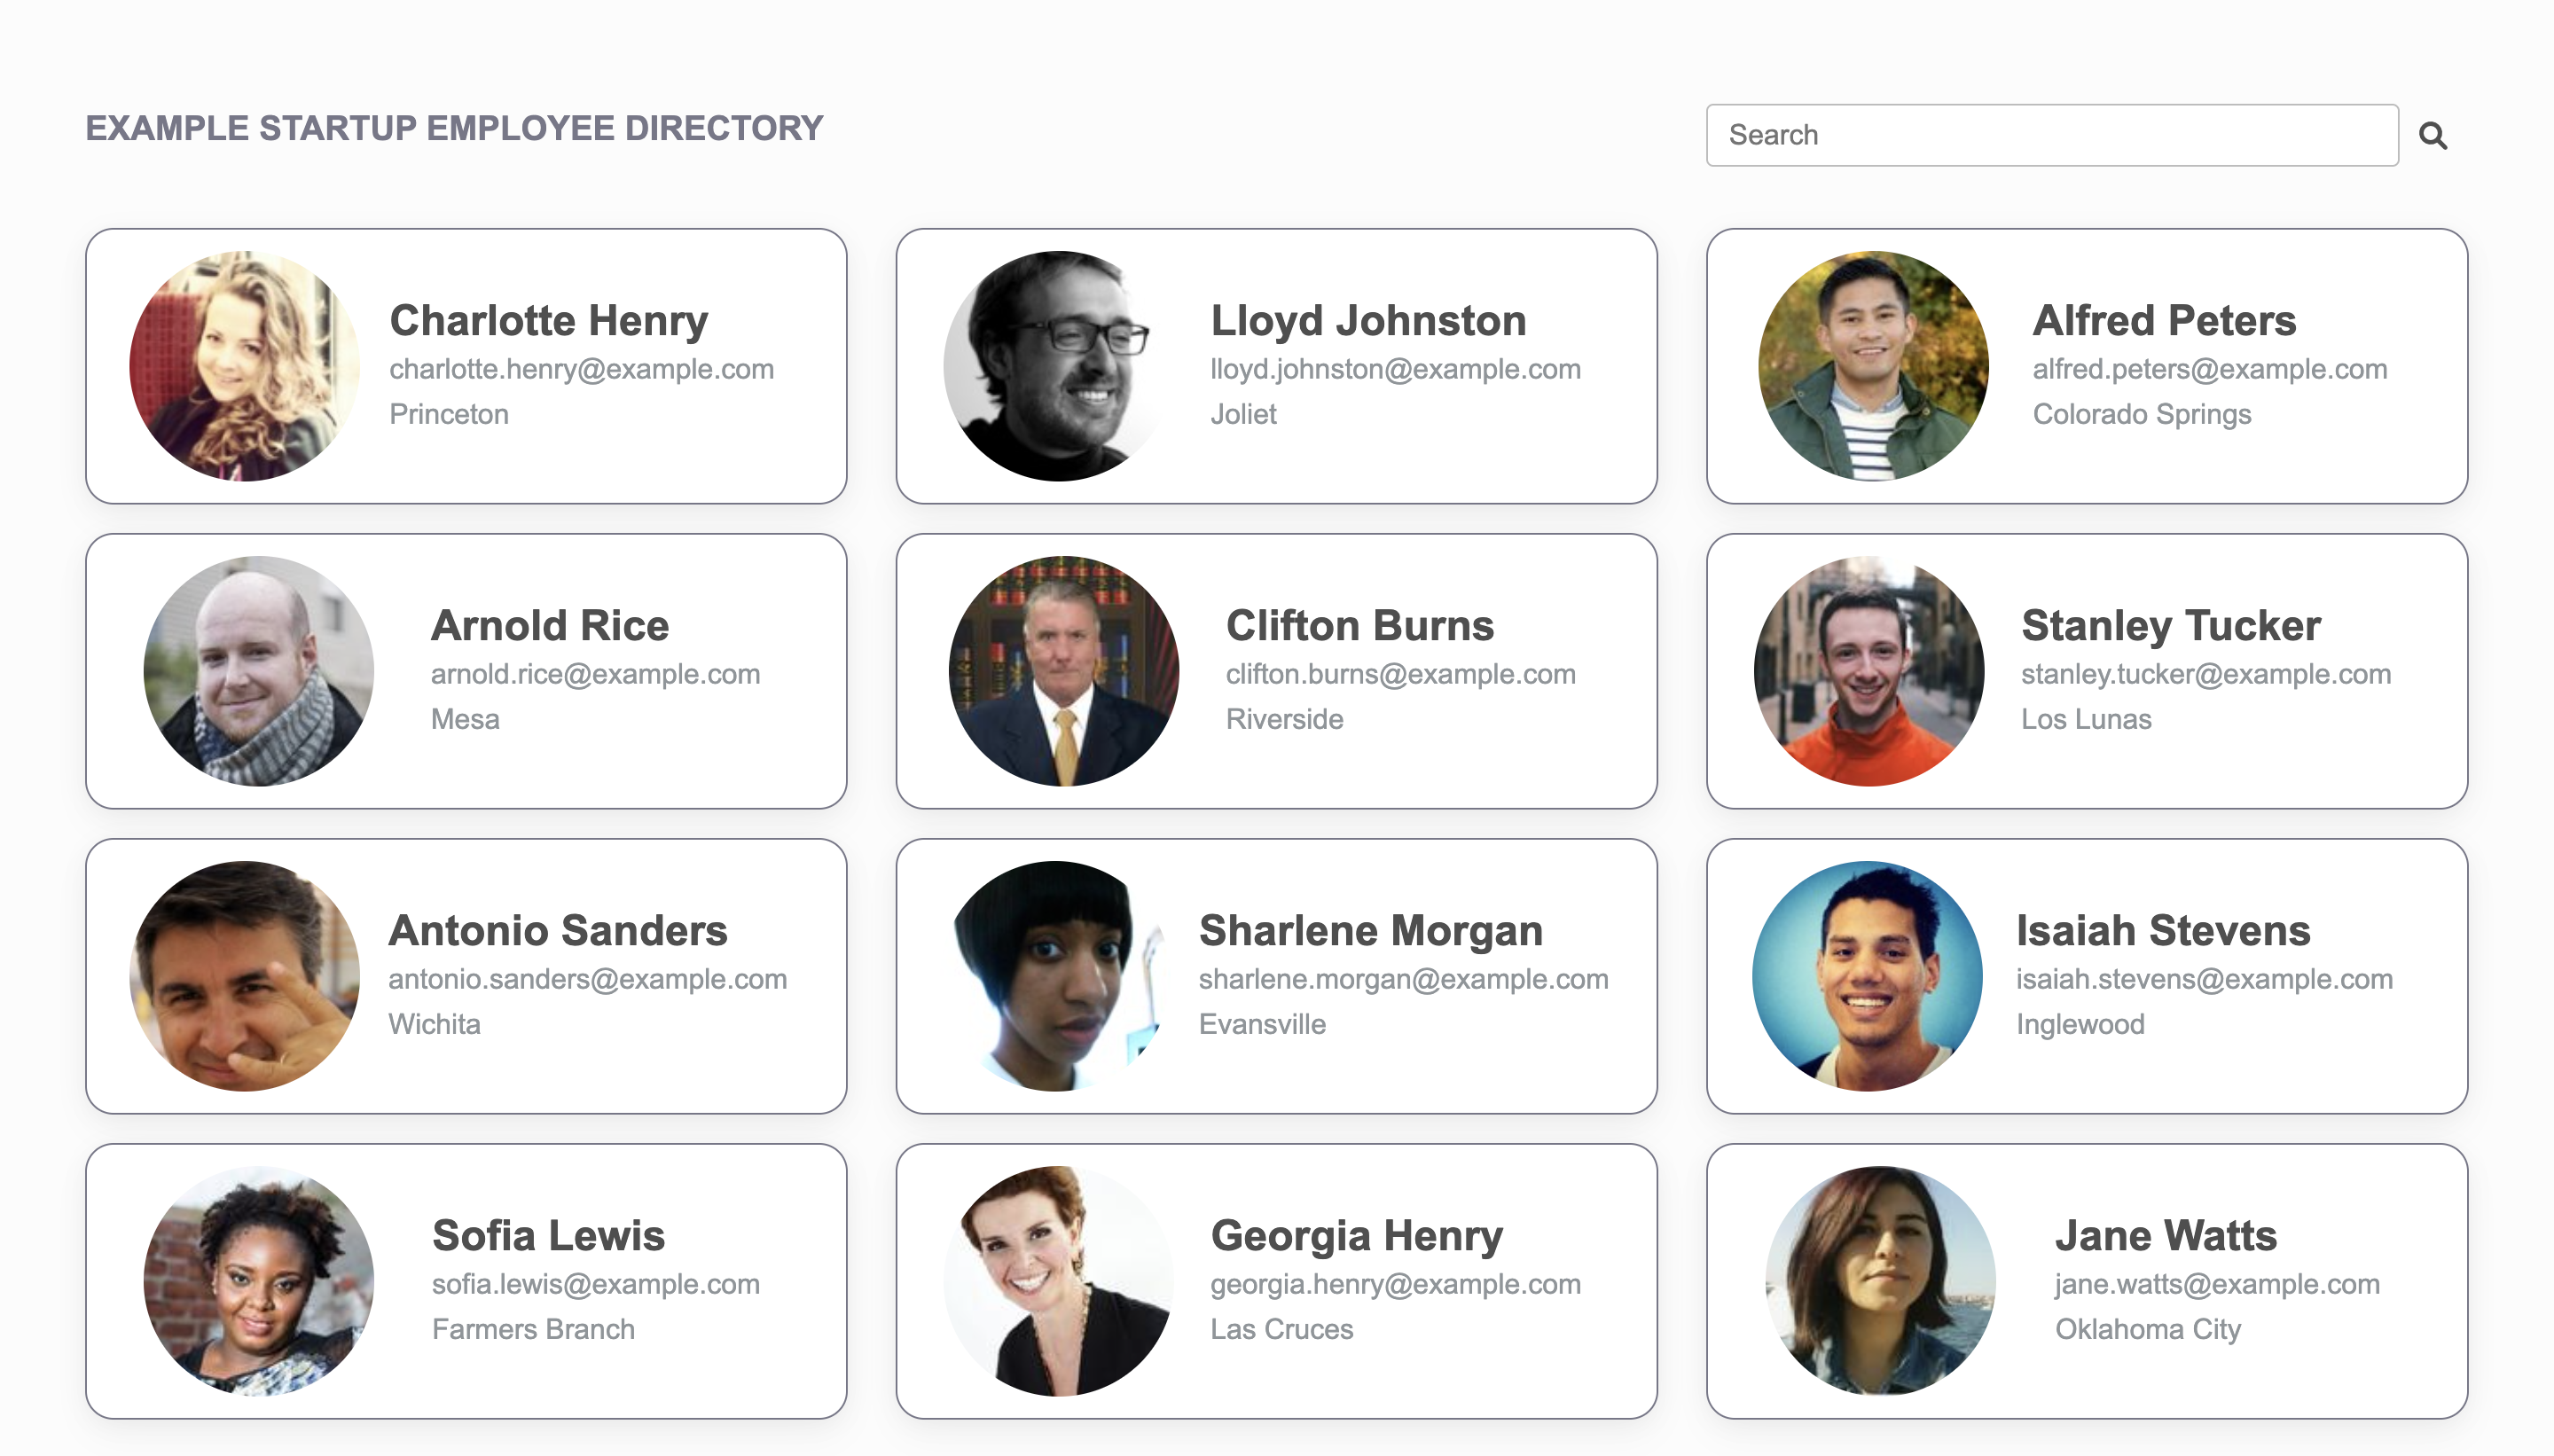 EXAMPLE STARTUP EMPLOYEE DIRECTORY
Search
Charlotte Henry
charlotte.henry@example.com
Princeton
Lloyd Johnston
lloyd.johnston@example.com
Joliet
Alfred Peters
alfred.peters@example.com
Colorado Springs
Arnold Rice
arnold.rice@example.com
Mesa
Clifton Burns
clifton.burns@example.com
Riverside
Stanley Tucker
stanley.tucker@example.com
Los Lunas
Antonio Sanders
antonio.sanders@example.com
Wichita
Sharlene Morgan
sharlene.morgan@example.com
Evansville
Isaiah Stevens
isaiah.stevens@example.com
Inglewood
Sofia Lewis
sofia.lewis@example.com
Farmers Branch
Georgia Henry
georgia.henry@example.com
Las Cruces
Jane Watts
jane.watts@example.com
Oklahoma City